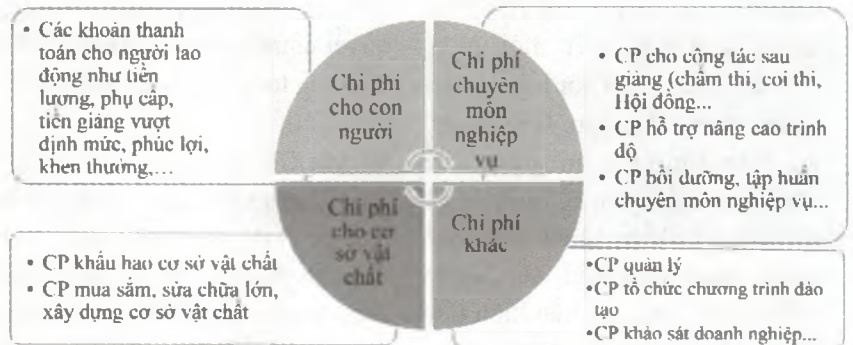 • Các khoản thanh
toán cho người lao
động như tiền
lương, phụ cấp,
tiền giảng vượt
định mức, phúc lợi,
khen thưởng,…
Chi phí
cho con
người
Chi phí
chuyên
môn
nghiệp
vụ
• CP cho công tác sau
giảng (chấm thi, coi thi,
Hội đồng...
• CP hỗ trợ nâng cao trình
độ
• CP bồi dưỡng, tập huấn
chuyên môn nghiệp vụ...
• CP khấu hao cơ sở vật chất
• CP mua sắm, sửa chữa lớn,
xây dựng cơ sở vật chất
Chi phí
cho cơ
sở vật
chất
Chi phí
khác
•CP quản lý
•CP tổ chức chương trình đào
tạo
•CP khảo sát doanh nghiệp...